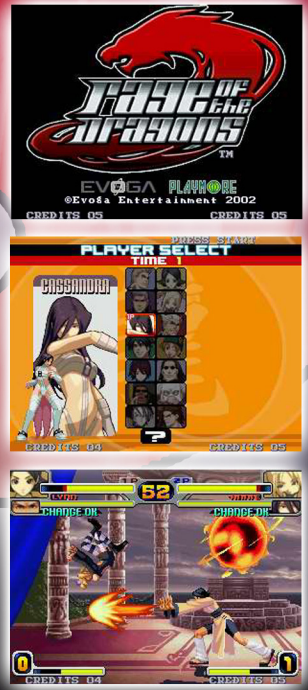 Rage of the Dragons TM
EVOGA PLAYMORE
©Evoga Entertainment 2002
CREDITS 05 CREDITS 05
PRESS START
PLAYER SELECT
TIME 1
CASSANDRA
1P
?
CREDITS 04 CREDITS 05
1P 52 2P
LYNN
CHANGE OK CHANGE OK
0 1
CREDITS 04 CREDITS 05